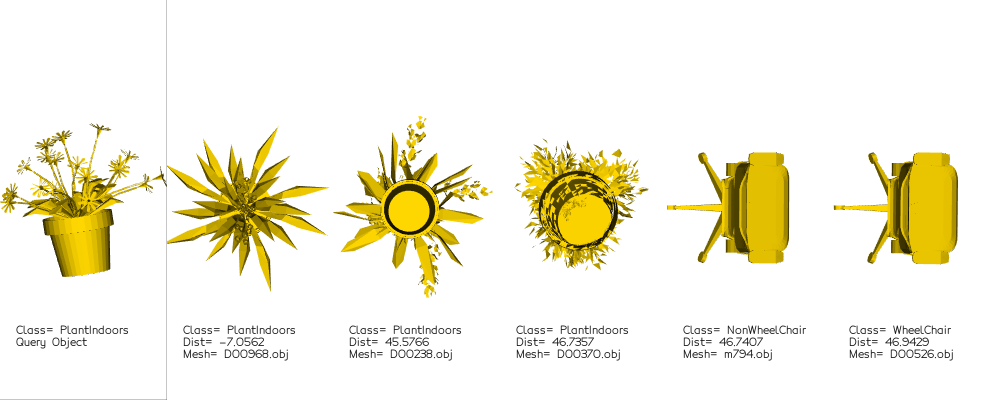 Class= PlantIndoors
Query Object
Class= PlantIndoors
Dist= -7.0562
Mesh= D00968.obj
Class= PlantIndoors
Dist= 45.5766
Mesh= D00238.obj
Class= PlantIndoors
Dist= 46.7357
Mesh= D00370.obj
Class= NonWheelChair
Dist= 46.7407
Mesh= m794.obj
Class= WheelChair
Dist= 46.9429
Mesh= D00526.obj